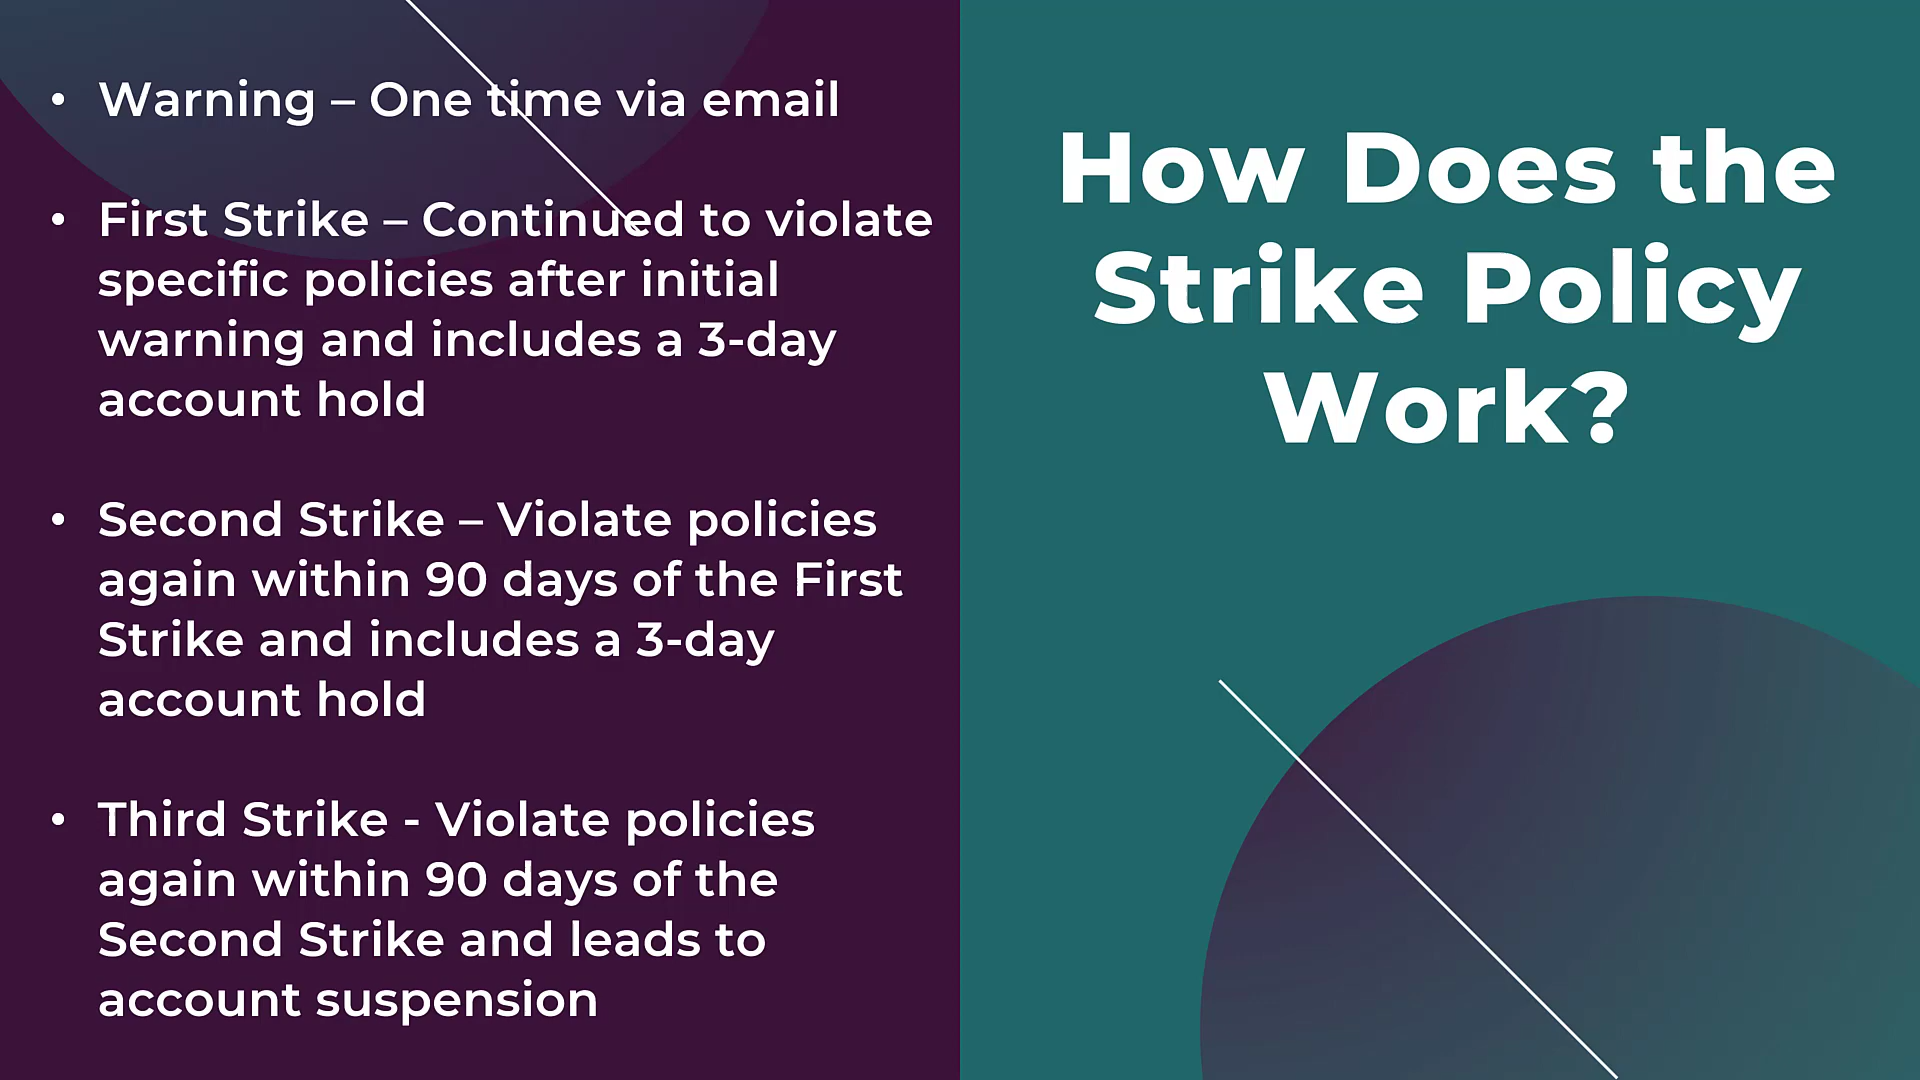 • Warning – One time via email
• First Strike – Continued to violate
specific policies after initial
warning and includes a 3-day
account hold
• Second Strike – Violate policies
again within 90 days of the First
Strike and includes a 3-day
account hold
• Third Strike - Violate policies
again within 90 days of the
Second Strike and leads to
account suspension
How Does the
Strike Policy
Work?